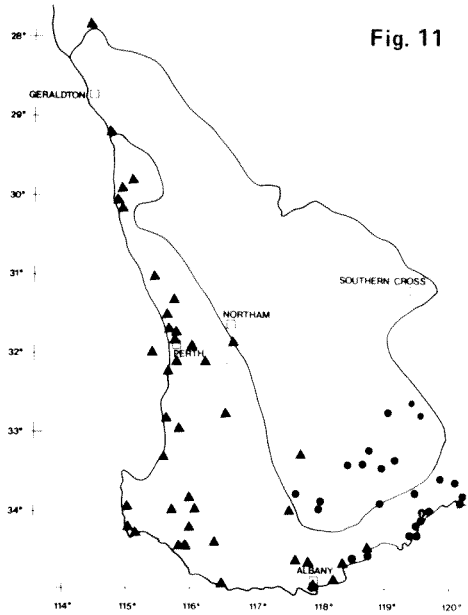 Fig. 11
28°
GERALDTON
29°
30°
31°
SOUTHERN CROSS
NORTHAM
32°
PERTH
33°
34°
ALBANY
114° 115° 116° 117° 118° 119° 120°